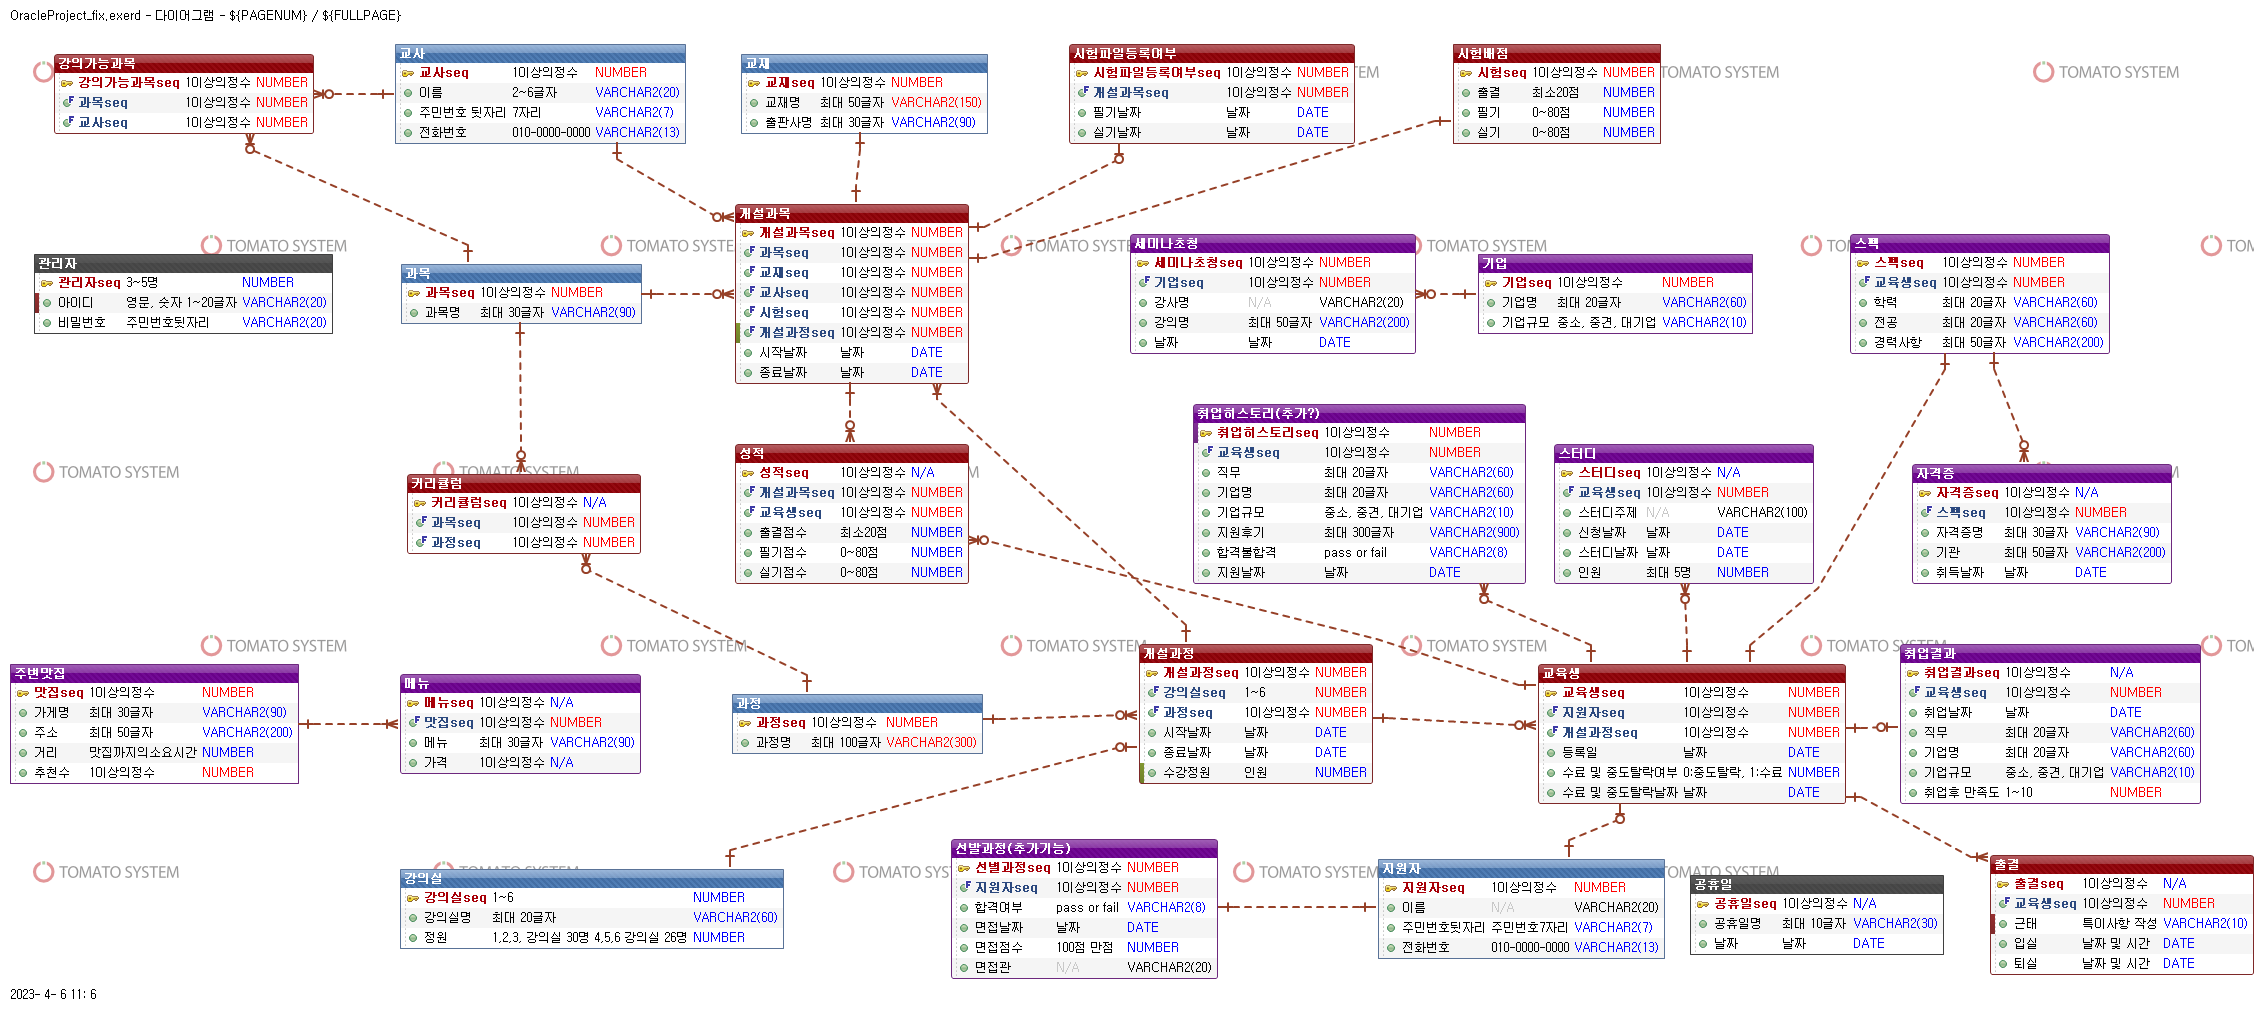 OracleProject_fix.exerd - 다이어그램 - ${PAGENUM} / ${FULLPAGE}
강의가능과목
강의가능과목seq 10이상의정수 NUMBER
과목seq 10이상의정수 NUMBER
교사seq 10이상의정수 NUMBER
교사
교사seq 10이상의정수 NUMBER
이름 2~6글자 VARCHAR2(20)
주민번호 뒷자리 7자리 VARCHAR2(7)
전화번호 010-0000-0000 VARCHAR2(13)
교재
교재seq 10이상의정수 NUMBER
교재명 최대 50글자 VARCHAR2(150)
출판사명 최대 30글자 VARCHAR2(90)
시험파일등록여부
시험파일등록여부seq 10이상의정수 NUMBER
개설과목seq 10이상의정수 NUMBER
필기날짜 날짜 DATE
실기날짜 날짜 DATE
시험배점
시험seq 10이상의정수 NUMBER
출결 최소20점 NUMBER
필기 0~80점 NUMBER
실기 0~80점 NUMBER
TOMATO SYSTEM
TOMATO SYSTEM
관리자
관리자seq 3~5명 NUMBER
아이디 영문, 숫자 1~20글자 VARCHAR2(20)
비밀번호 주민번호뒷자리 VARCHAR2(20)
TOMATO SYSTEM
과목
과목seq 10이상의정수 NUMBER
과목명 최대 30글자 VARCHAR2(90)
개설과목
개설과목seq 10이상의정수 NUMBER
과목seq 10이상의정수 NUMBER
교재seq 10이상의정수 NUMBER
교사seq 10이상의정수 NUMBER
시험seq 10이상의정수 NUMBER
개설과정seq 10이상의정수 NUMBER
시작날짜 날짜 DATE
종료날짜 날짜 DATE
세미나초청
세미나초청seq 10이상의정수 NUMBER
기업seq 10이상의정수 NUMBER
강사명 N/A VARCHAR2(20)
강의명 최대 50글자 VARCHAR2(200)
날짜 날짜 DATE
TOMATO SYSTEM
기업
기업seq 10이상의정수 NUMBER
기업명 최대 20글자 VARCHAR2(60)
기업규모 중소, 중견, 대기업 VARCHAR2(10)
스펙
스펙seq 10이상의정수 NUMBER
교육생seq 10이상의정수 NUMBER
학력 최대 20글자 VARCHAR2(60)
전공 최대 20글자 VARCHAR2(60)
경력사항 최대 50글자 VARCHAR2(200)
TOMATO SYSTEM
TOMATO SYSTEM
커리큘럼
커리큘럼seq 10이상의정수 N/A
과목seq 10이상의정수 NUMBER
과정seq 10이상의정수 NUMBER
성적
성적seq 10이상의정수 N/A
개설과목seq 10이상의정수 NUMBER
교육생seq 10이상의정수 NUMBER
출결점수 최소20점 NUMBER
필기점수 0~80점 NUMBER
실기점수 0~80점 NUMBER
취업히스토리(추가?)
취업히스토리seq 10이상의정수 NUMBER
교육생seq 10이상의정수 NUMBER
직무 최대 20글자 VARCHAR2(60)
기업명 최대 20글자 VARCHAR2(60)
기업규모 중소, 중견, 대기업 VARCHAR2(10)
지원후기 최대 300글자 VARCHAR2(900)
합격불합격 pass or fail VARCHAR2(8)
지원날짜 날짜 DATE
스터디
스터디seq 10이상의정수 N/A
교육생seq 10이상의정수 NUMBER
스터디주제 N/A VARCHAR2(100)
신청날짜 날짜 DATE
스터디날짜 날짜 DATE
인원 최대 5명 NUMBER
자격증
자격증seq 10이상의정수 N/A
스펙seq 10이상의정수 NUMBER
자격증명 최대 30글자 VARCHAR2(90)
기관 최대 50글자 VARCHAR2(200)
취득날짜 날짜 DATE
TOMATO SYSTEM
TOMATO SYSTEM
TOMATO SYSTEM
TOMATO SYSTEM
주변맛집
맛집seq 10이상의정수 NUMBER
가게명 최대 30글자 VARCHAR2(90)
주소 최대 50글자 VARCHAR2(200)
거리 맛집까지의소요시간 NUMBER
추천수 10이상의정수 NUMBER
메뉴
메뉴seq 10이상의정수 N/A
맛집seq 10이상의정수 NUMBER
메뉴 최대 30글자 VARCHAR2(90)
가격 10이상의정수 N/A
과정
과정seq 10이상의정수 NUMBER
과정명 최대 100글자 VARCHAR2(300)
개설과정
개설과정seq 10이상의정수 NUMBER
강의실seq 1~6 NUMBER
과정seq 10이상의정수 NUMBER
시작날짜 날짜 DATE
종료날짜 날짜 DATE
수강정원 인원 NUMBER
교육생
교육생seq 10이상의정수 NUMBER
지원자seq 10이상의정수 NUMBER
개설과정seq 10이상의정수 NUMBER
등록일 날짜 DATE
수료 및 중도탈락여부 0:중도탈락, 1:수료 NUMBER
수료 및 중도탈락날짜 날짜 DATE
취업결과
취업결과seq 10이상의정수 N/A
교육생seq 10이상의정수 NUMBER
취업날짜 날짜 DATE
직무 최대 20글자 VARCHAR2(60)
기업명 최대 20글자 VARCHAR2(60)
기업규모 중소, 중견, 대기업 VARCHAR2(10)
취업후 만족도 1~10 NUMBER
TOMATO SYSTEM
강의실
강의실seq 1~6 NUMBER
강의실명 최대 20글자 VARCHAR2(60)
정원 1,2,3, 강의실 30명 4,5,6 강의실 26명 NUMBER
선발과정(추가기능)
선별과정seq 10이상의정수 NUMBER
지원자seq 10이상의정수 NUMBER
합격여부 pass or fail VARCHAR2(8)
면접날짜 날짜 DATE
면접점수 100점 만점 NUMBER
면접관 N/A VARCHAR2(20)
TOMATO SYSTEM
지원자
지원자seq 10이상의정수 NUMBER
이름 N/A VARCHAR2(20)
주민번호뒷자리 주민번호7자리 VARCHAR2(7)
전화번호 010-0000-0000 VARCHAR2(13)
공휴일
공휴일seq 10이상의정수 N/A
공휴일명 최대 10글자 VARCHAR2(30)
날짜 날짜 DATE
출결
출결seq 10이상의정수 N/A
교육생seq 10이상의정수 NUMBER
근태 특이사항 작성 VARCHAR2(10)
입실 날짜 및 시간 DATE
퇴실 날짜 및 시간 DATE
2023- 4- 6 11: 6